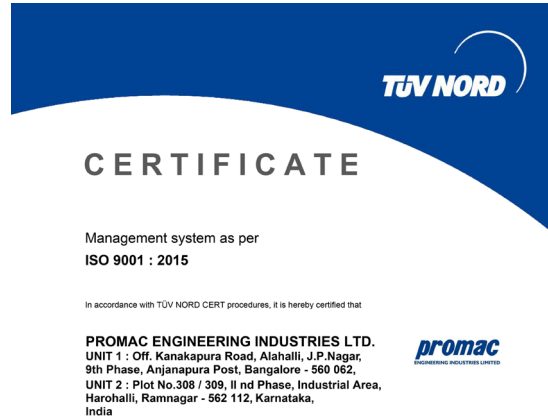 TÜV NORD
CERTIFICATE
Management system as per
ISO 9001 : 2015
In accordance with TÜV NORD CERT procedures, it is hereby certified that
PROMAC ENGINEERING INDUSTRIES LTD.
UNIT 1 : Off. Kanakapura Road, Alahalli, J.P.Nagar,
9th Phase, Anjanapura Post, Bangalore - 560 062,
UNIT 2 : Plot No.308 / 309, II nd Phase, Industrial Area,
Harohalli, Ramnagar - 562 112, Karnataka,
India
promac
ENGINEERING INDUSTRIES LIMITED